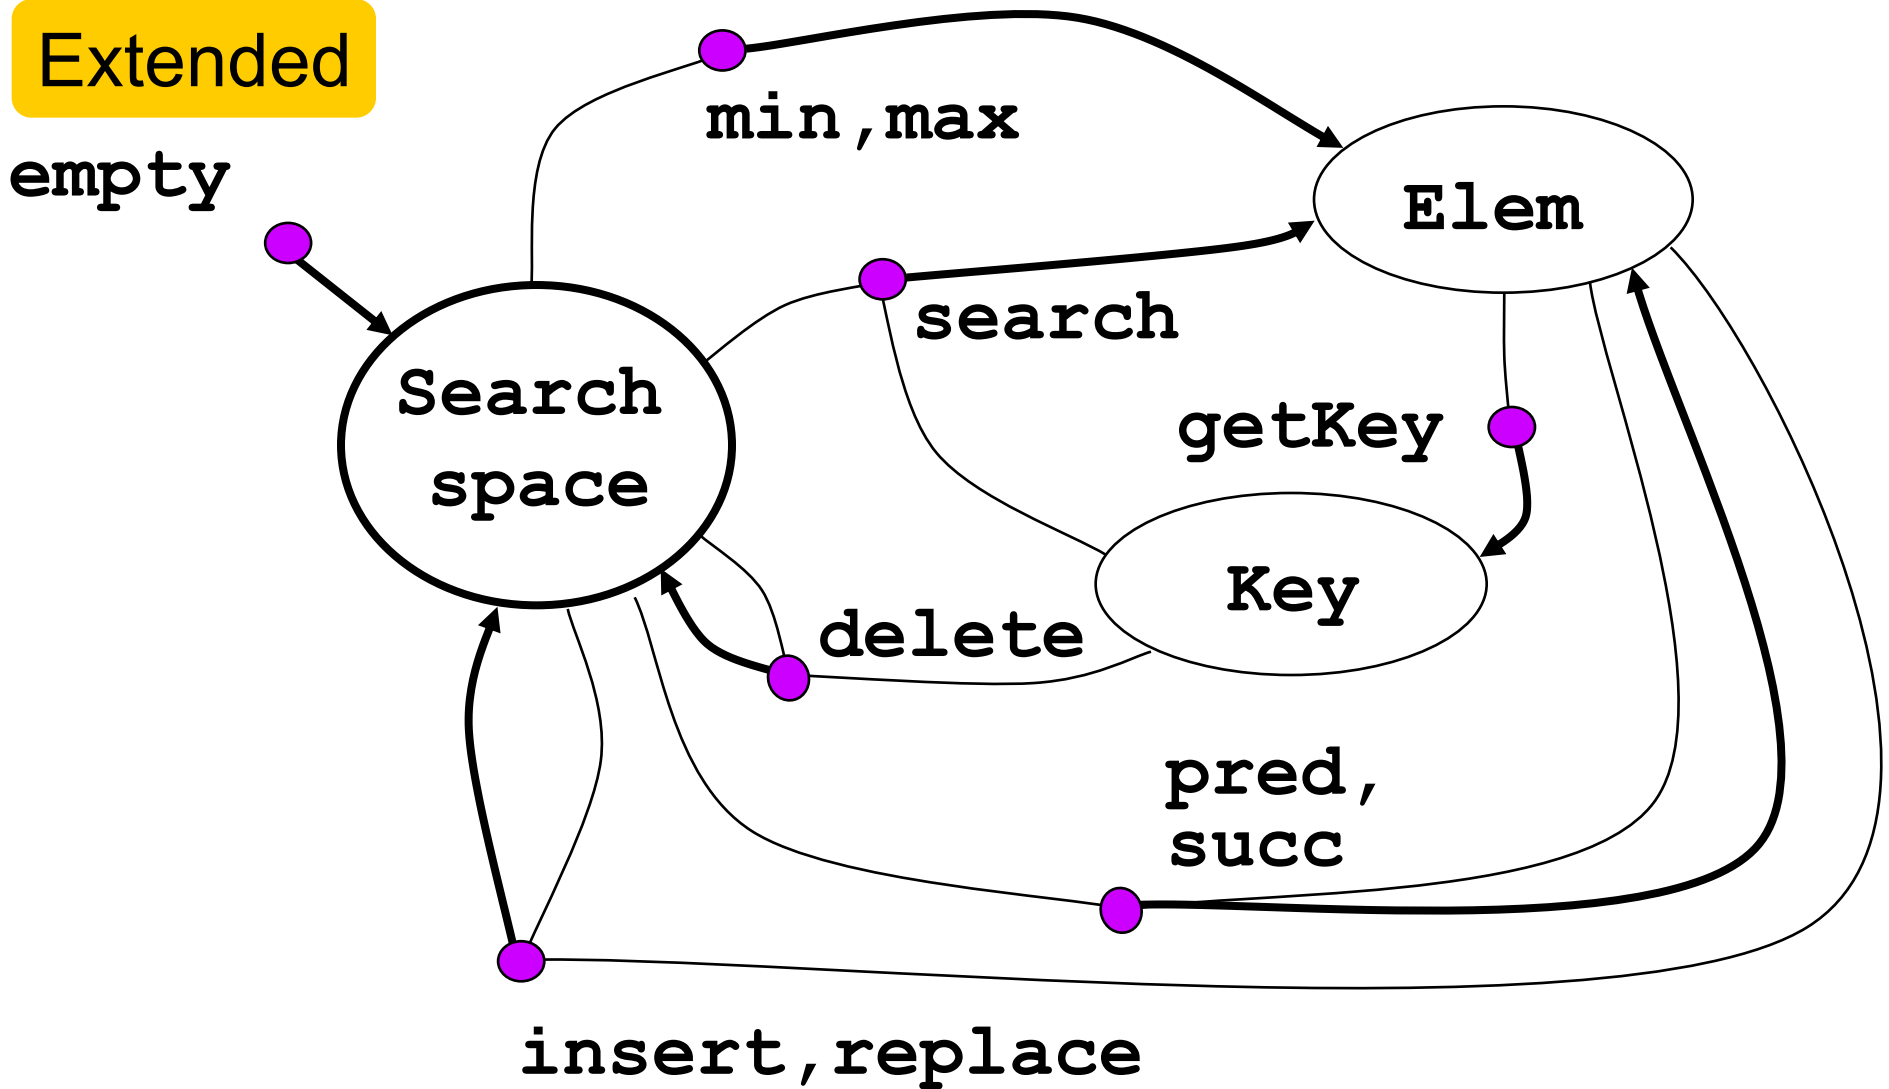 Extended
min,max
empty
Elem
search
Search
space
getKey
Key
delete
pred,
succ
insert,replace